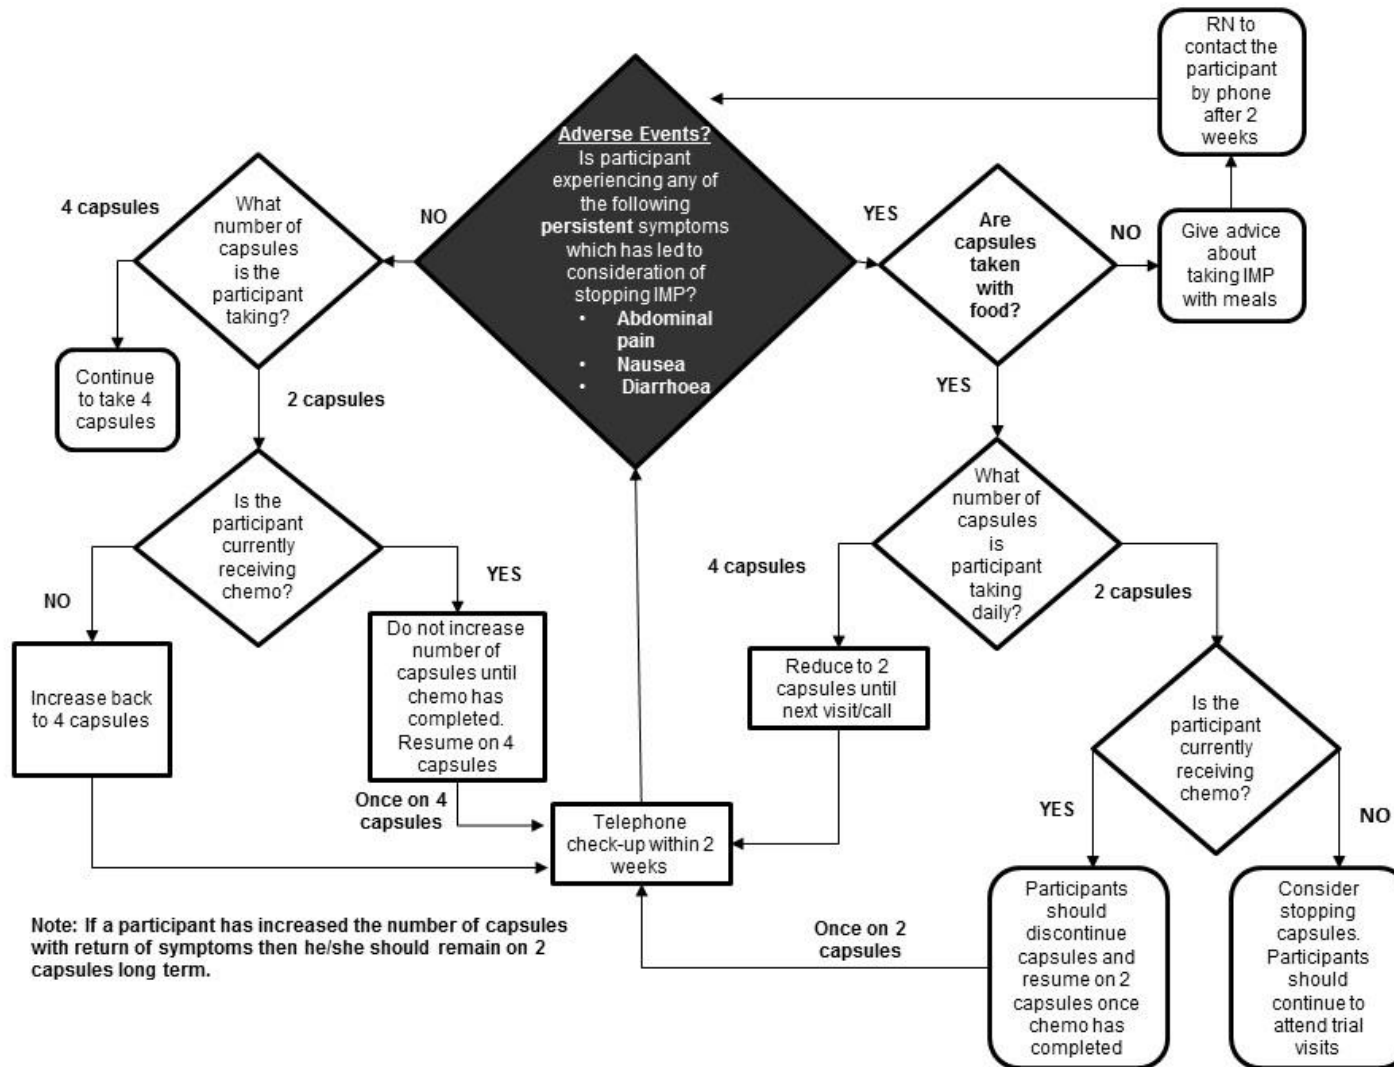 RN to
contact the
participant
by phone
after 2
weeks
Adverse Events?
Is participant
experiencing any of
the following
persistent symptoms
which has led to
consideration of
stopping IMP?
• Abdominal
pain
• Nausea
• Diarrhoea
NO
YES
4 capsules
What
number of
capsules
is the
participant
taking?
Are
capsules
taken
with
food?
NO
Give advice
about
taking IMP
with meals
Continue
to take 4
capsules
2 capsules
YES
Is the
participant
currently
receiving
chemo?
NO
YES
What
number of
capsules
is
participant
taking
daily?
4 capsules
2 capsules
Increase back
to 4 capsules
Do not increase
number of
capsules until
chemo has
completed.
Resume on 4
capsules
Reduce to 2
capsules until
next visit/call
Is the
participant
currently
receiving
chemo?
Once on 4
capsules
Telephone
check-up within 2
weeks
YES
NO
Note: If a participant has increased the number of capsules
with return of symptoms then he/she should remain on 2
capsules long term.
Once on 2
capsules
Participants
should
discontinue
capsules and
resume on 2
capsules once
chemo has
completed
Consider
stopping
capsules.
Participants
should
continue to
attend trial
visits